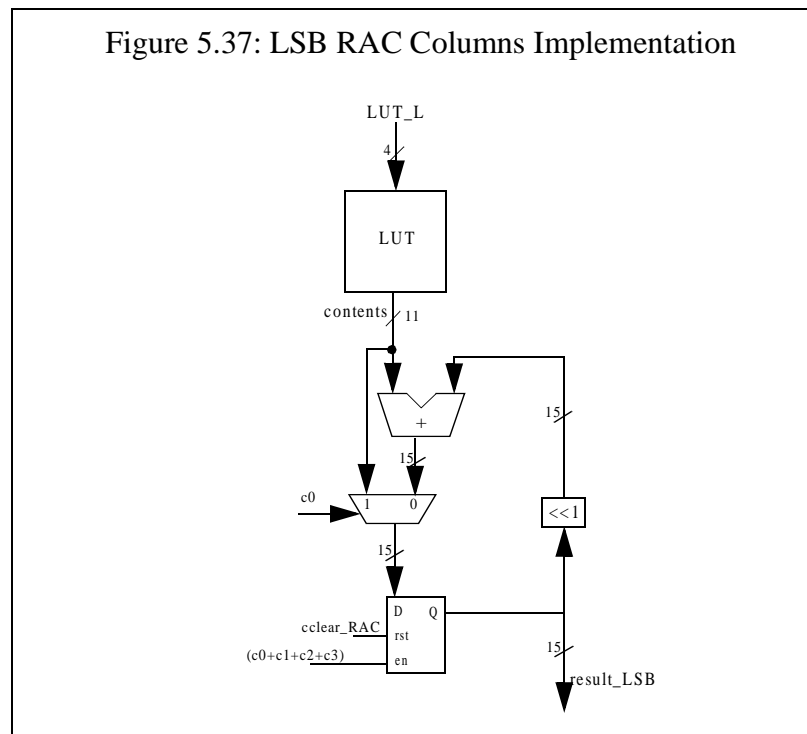 Figure 5.37: LSB RAC Columns Implementation
LUT_L
4
LUT
contents
11
15
+
15
c0
1
0
<<1
15
D
Q
cclear_RAC
rst
(c0+c1+c2+c3)
en
15
result_LSB